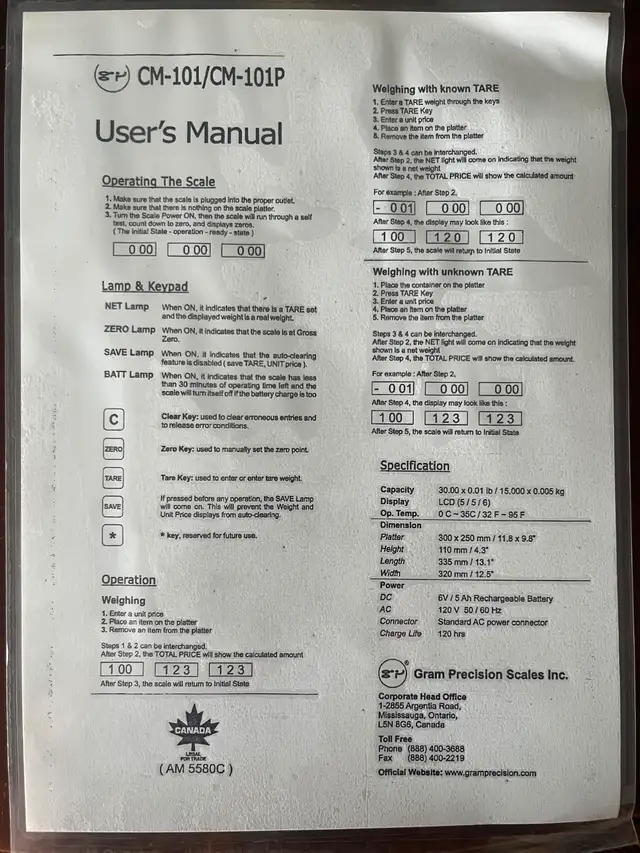 CM-101/CM-101P
User's Manual
Operating The Scale
1. Make sure that the scale is plugged into the proper outlet.
2. Make sure that there is nothing on the scale platter.
3. Turn the Scale Power ON, then the scale will run through a self
test, count down to zero, and displays zeros.
( The Initial State - operation - ready - state )
0 00 0 00 0 00
Lamp & Keypad
NET Lamp When ON, it indicates that there is a TARE set
and the displayed weight is a real weight.
ZERO Lamp When ON, it indicates that the scale is at Gross
Zero.
SAVE Lamp When ON, it indicates that the auto-clearing
feature is disabled ( save TARE, UNIT price ).
BATT Lamp When ON, it indicates that the scale has less
than 30 minutes of operating time left and the
scale will turn itself off if the battery charge is too
C Clear Key: used to clear erroneous entries and
to release error conditions.
ZERO Zero Key: used to manually set the zero point.
TARE Tare Key: used to enter or enter tare weight.
SAVE If pressed before any operation, the SAVE Lamp
will come on. This will prevent the Weight and
Unit Price displays from auto-clearing.
* * key, reserved for future use.
Operation
Weighing
1. Enter a unit price
2. Place an item on the platter
3. Remove an item from the platter
Steps 1 & 2 can be interchanged.
After Step 2, the TOTAL PRICE will show the calculated amount
1 00 1 2 3 1 2 3
After Step 3, the scale will return to Initial State
CANADA
LEGAL
FOR TRADE
( AM 5580C )
Weighing with known TARE
1. Enter a TARE weight through the keys
2. Press TARE Key
3. Enter a unit price
4. Place an item on the platter
5. Remove the item from the platter
Steps 3 & 4 can be interchanged.
After Step 2, the NET light will come on indicating that the weight
shown is a net weight
After Step 4, the TOTAL PRICE will show the calculated amount
For example : After Step 2,
- 0 01 0 00 0 00
After Step 4, the display may look like this :
1 00 1 2 0 1 2 0
After Step 5, the scale will return to Initial State
Weighing with unknown TARE
1. Place the container on the platter
2. Press TARE Key
3. Enter a unit price
4. Place an item on the platter
5. Remove the item from the platter
Steps 3 & 4 can be interchanged.
After Step 2, the NET light will come on indicating that the weight
shown is a net weight
After Step 4, the TOTAL PRICE will show the calculated amount.
For example : After Step 2,
- 0 01 0 00 0 00
After Step 4, the display may look like this :
1 00 1 2 3 1 2 3
After Step 5, the scale will return to Initial State
Specification
Capacity 30.00 x 0.01 lb / 15.000 x 0.005 kg
Display LCD (5 / 5 / 6)
Op. Temp. 0 C ~ 35C / 32 F ~ 95 F
Dimension
Platter 300 x 250 mm / 11.8 x 9.8"
Height 110 mm / 4.3"
Length 335 mm / 13.1"
Width 320 mm / 12.5"
Power
DC 6V / 5 Ah Rechargeable Battery
AC 120 V 50 / 60 Hz
Connector Standard AC power connector
Charge Life 120 hrs
® Gram Precision Scales Inc.
Corporate Head Office
1-2855 Argentia Road,
Mississauga, Ontario,
L5N 8G6, Canada
Toll Free
Phone (888) 400-3688
Fax (888) 400-2219
Official Website: www.gramprecision.com